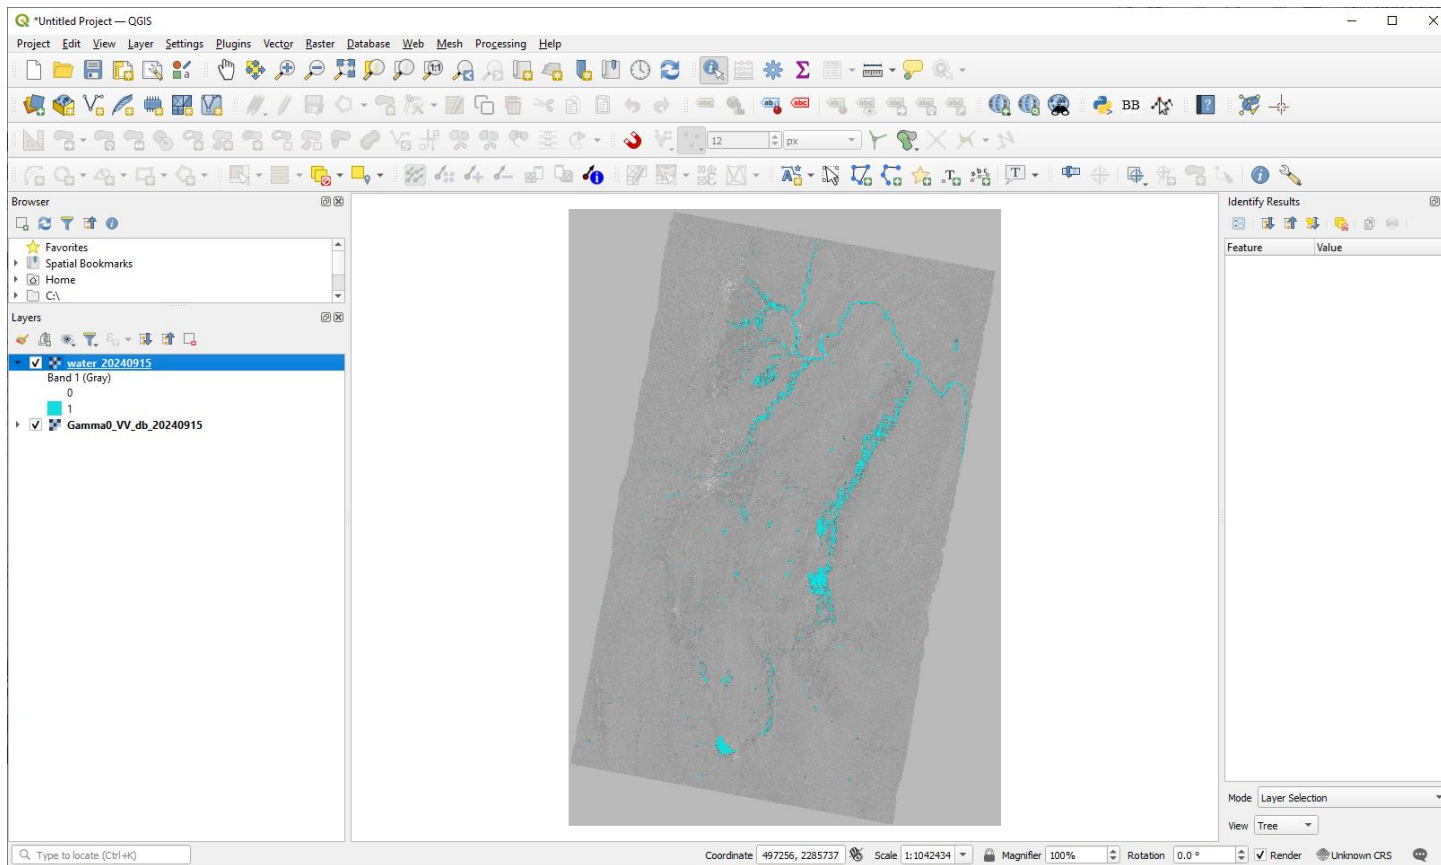 *Untitled Project — QGIS
Project Edit View Layer Settings Plugins Vector Raster Database Web Mesh Processing Help
12 px
Browser
Favorites
Spatial Bookmarks
Home
C:\
Layers
water_20240915
Band 1 (Gray)
0
1
Gamma0_VV_db_20240915
Identify Results
Feature Value
Mode Layer Selection
View Tree
Type to locate (Ctrl+K)
Coordinate 497256, 2285737 Scale 1:1042434 Magnifier 100% Rotation 0.0 ° Render Unknown CRS